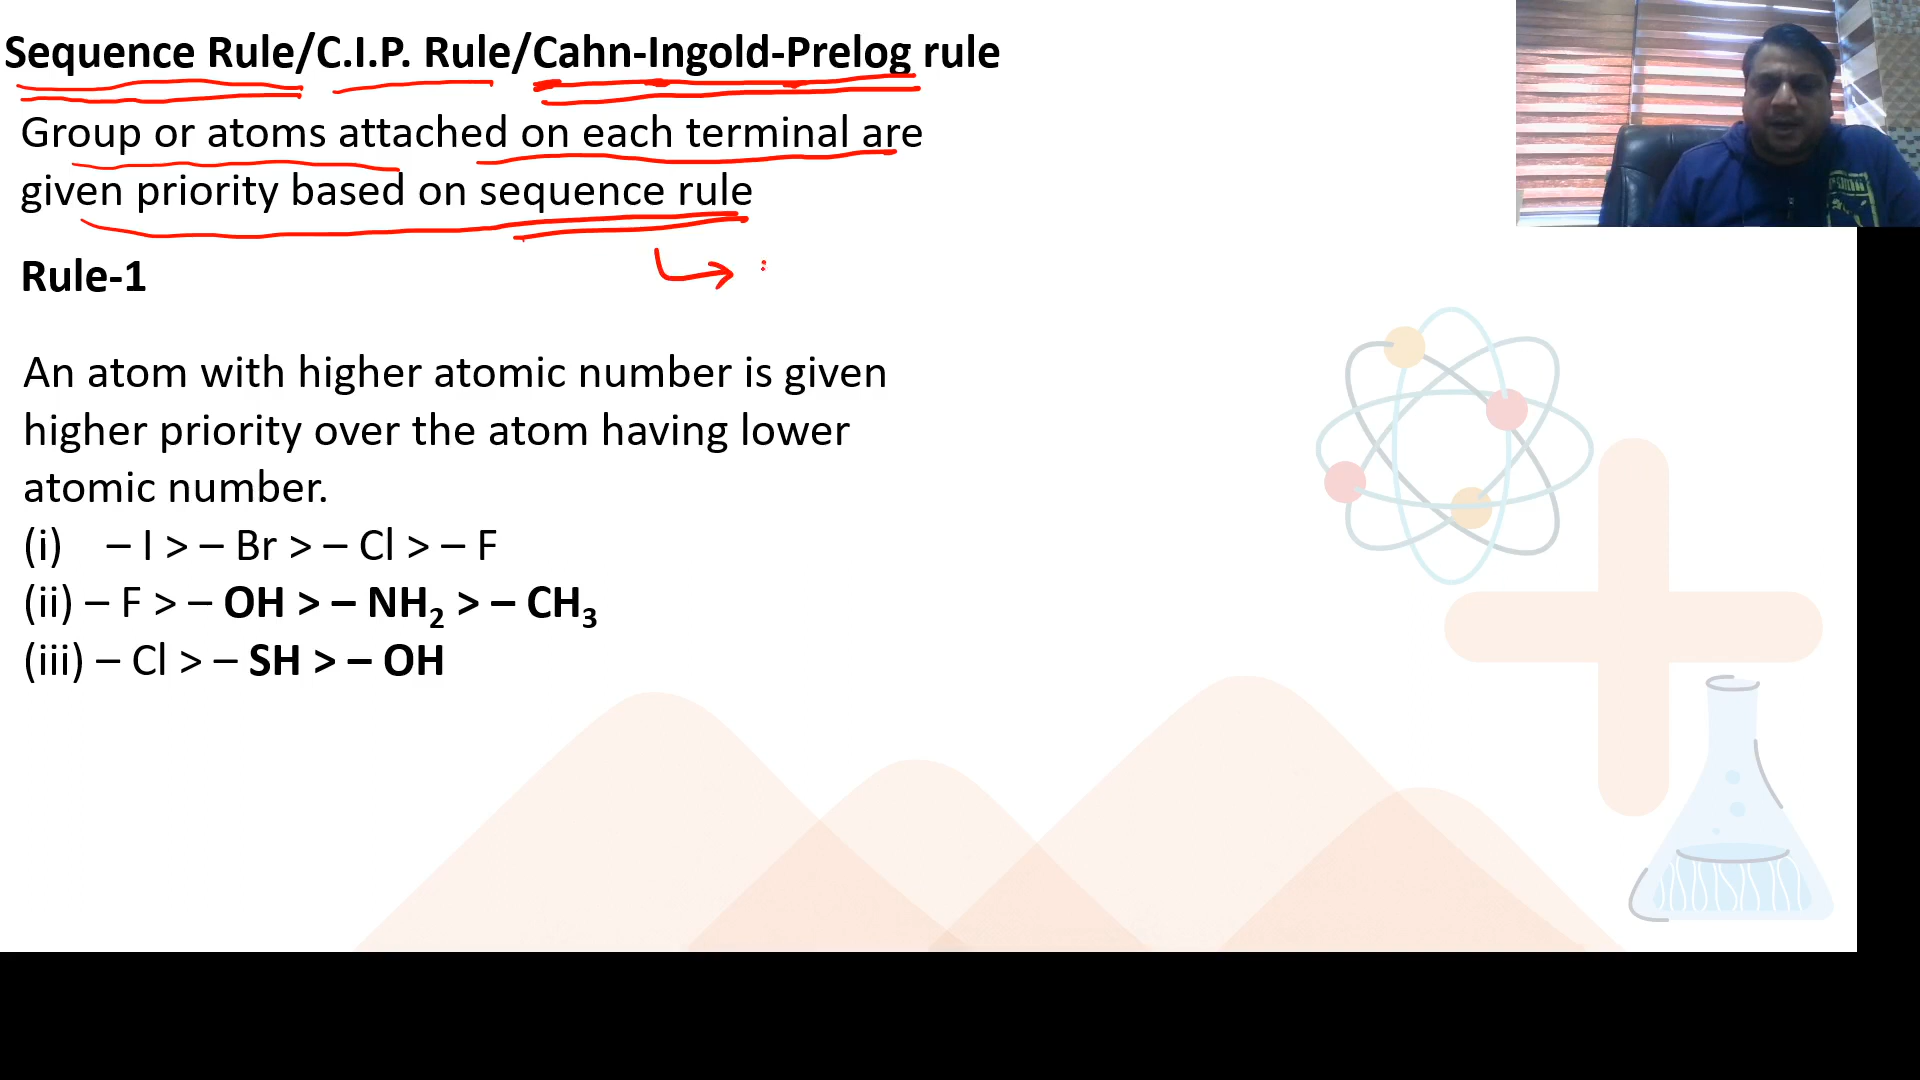 Sequence Rule/C.I.P. Rule/Cahn-Ingold-Prelog rule
Group or atoms attached on each terminal are
given priority based on sequence rule
Rule-1
An atom with higher atomic number is given
higher priority over the atom having lower
atomic number.
(i) – I > – Br > – Cl > – F
(ii) – F > – OH > – NH₂ > – CH₃
(iii) – Cl > – SH > – OH